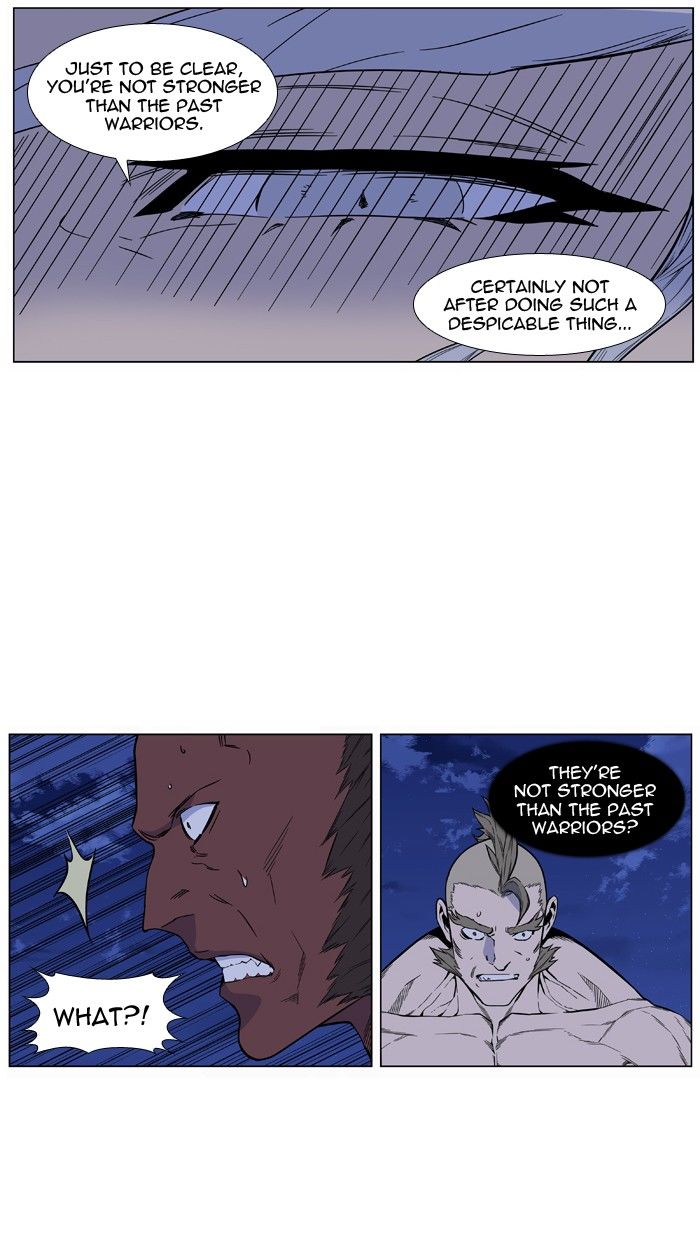 JUST TO BE CLEAR,
YOU'RE NOT STRONGER
THAN THE PAST
WARRIORS.
CERTAINLY NOT
AFTER DOING SUCH A
DESPICABLE THING...
WHAT?!
THEY'RE
NOT STRONGER
THAN THE PAST
WARRIORS?